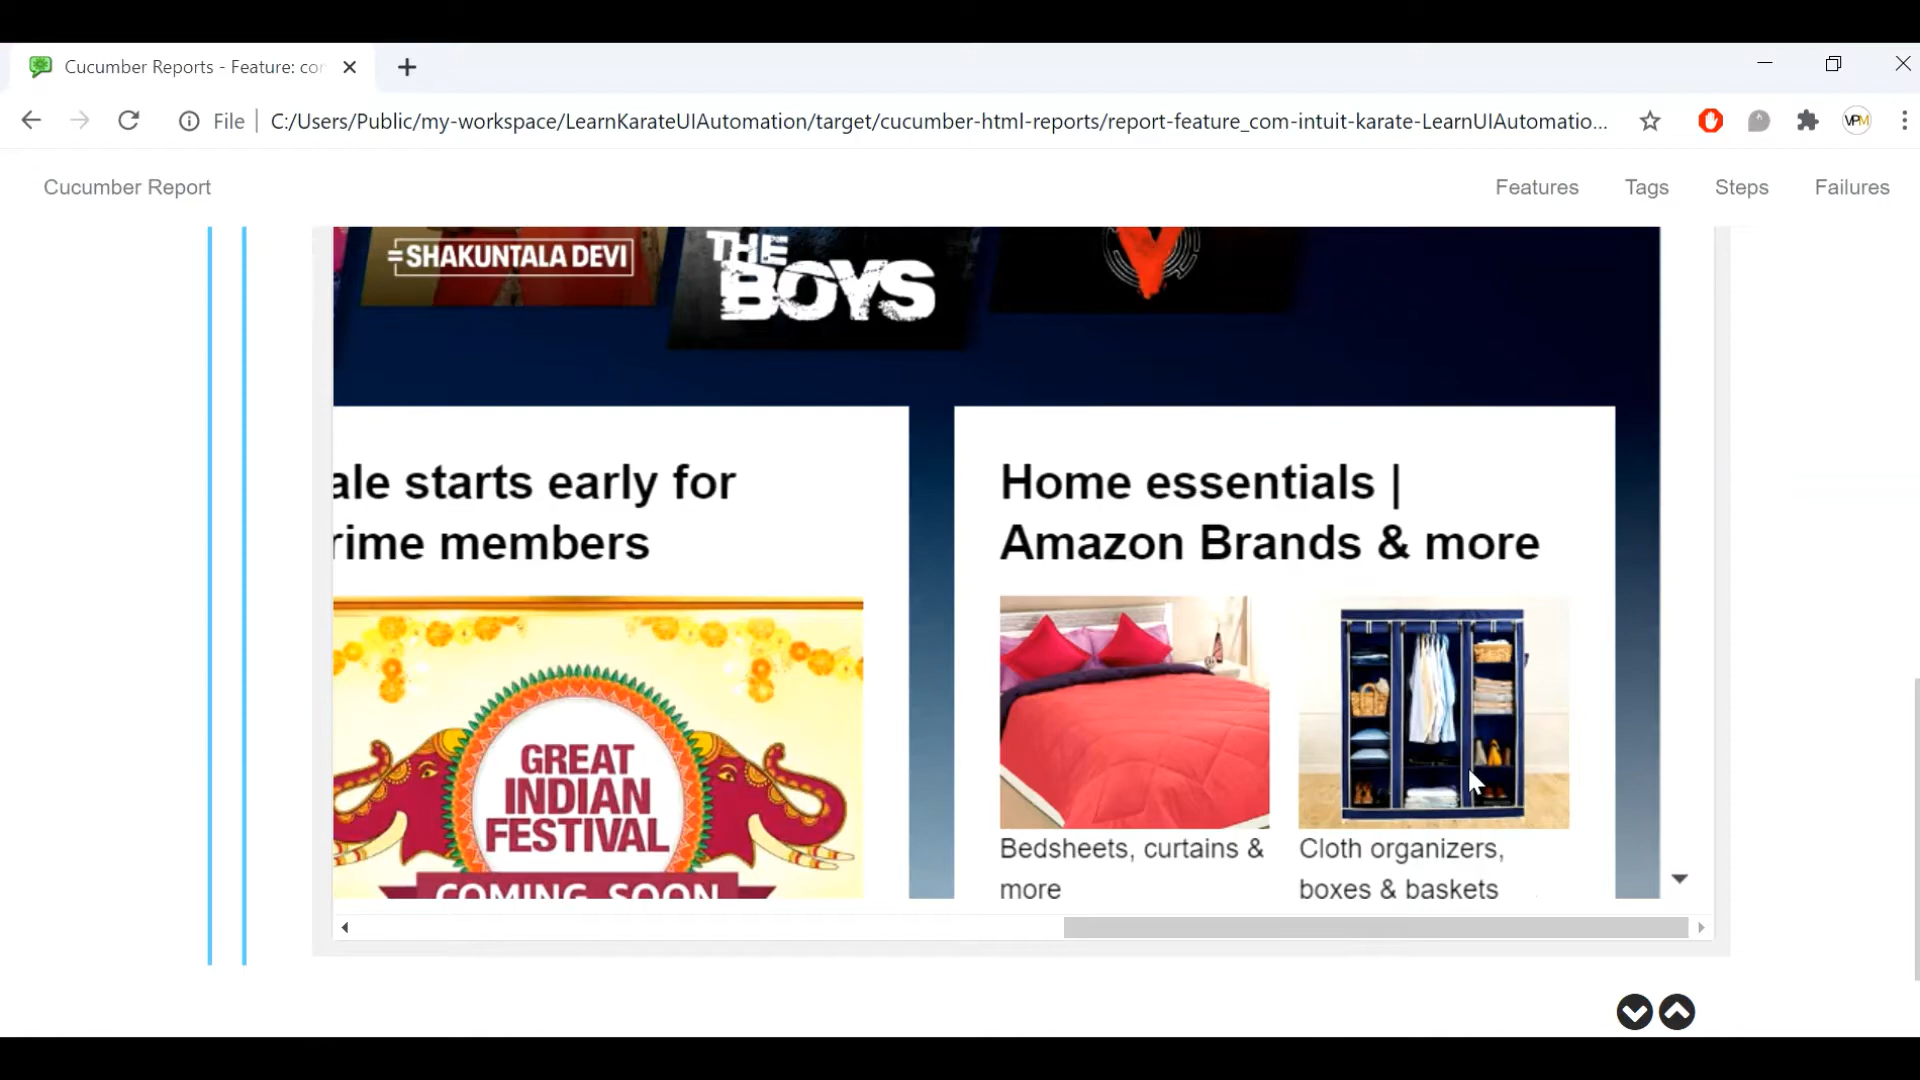 Cucumber Reports - Feature: cor
File
C:/Users/Public/my-workspace/LearnKarateUIAutomation/target/cucumber-html-reports/report-feature_com-intuit-karate-LearnUIAutomatio...
VPM
Cucumber Report
Features
Tags
Steps
Failures
=SHAKUNTALA DEVI
THE
BOYS
V
ale starts early for
rime members
GREAT
INDIAN
FESTIVAL
COMING SOON
Home essentials |
Amazon Brands & more
Bedsheets, curtains &
more
Cloth organizers,
boxes & baskets